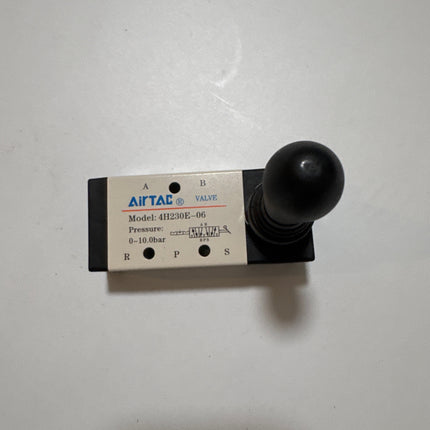 A B
AirTAC ® VALVE
Model: 4H230E-06
Pressure:
0-10.0bar
R P S